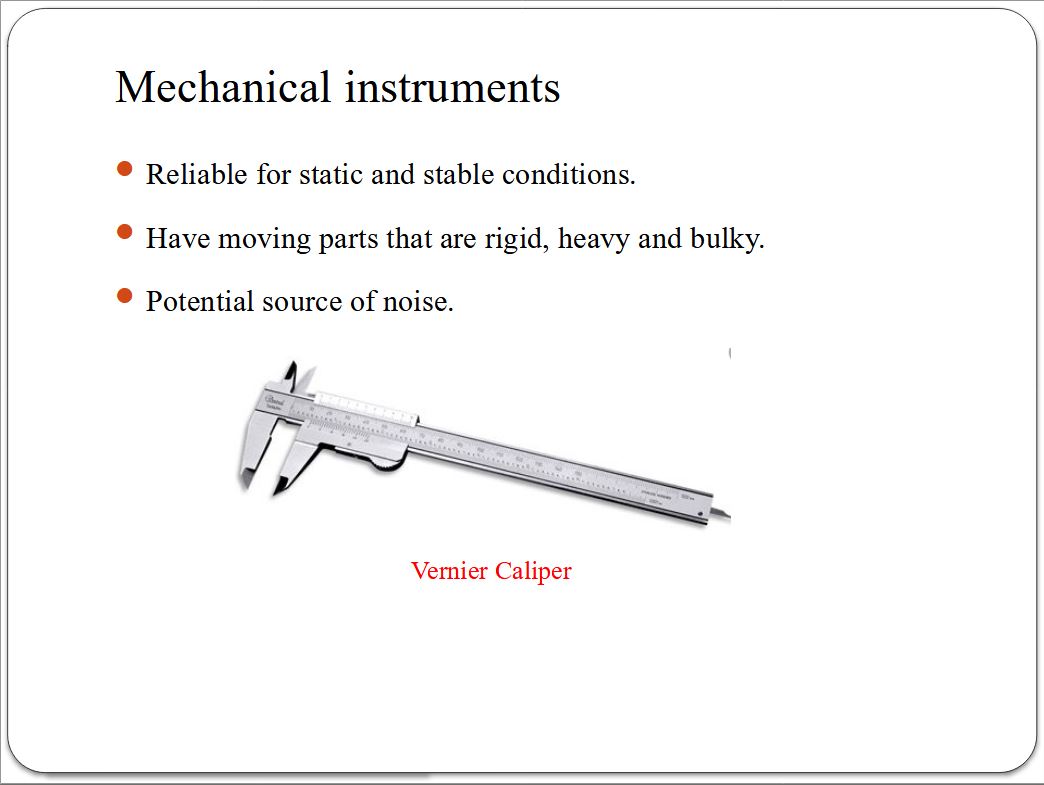 Mechanical instruments
Reliable for static and stable conditions.
Have moving parts that are rigid, heavy and bulky.
Potential source of noise.
Vernier Caliper